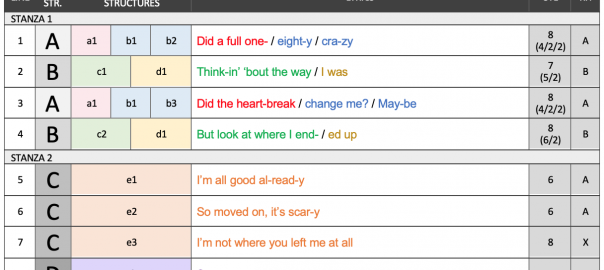 STR. STRUCTURES
STANZA 1
1 A a1 b1 b2 Did a full one- / eight-y / cra-zy 8 (4/2/2) A
2 B c1 d1 Think-in’ ‘bout the way / I was 7 (5/2) B
3 A a1 b1 b3 Did the heart-break / change me? / May-be 8 (4/2/2) A
4 B c2 d1 But look at where I end- / ed up 8 (6/2) B
STANZA 2
5 C e1 I’m all good al-read-y 6 A
6 C e2 So moved on, it’s scar-y 6 A
7 C e3 I’m not where you left me at all 8 X